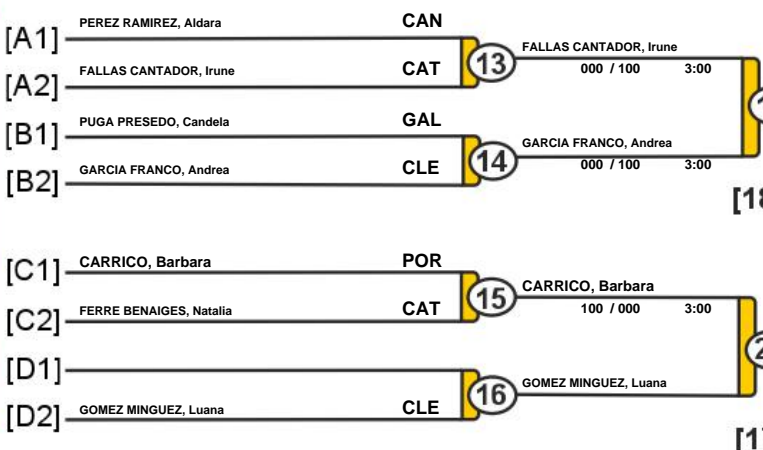 [A1] PEREZ RAMIREZ, Aldara CAN
[A2] FALLAS CANTADOR, Irune CAT
13 FALLAS CANTADOR, Irune
000 / 100 3:00
[B1] PUGA PRESEDO, Candela GAL
[B2] GARCIA FRANCO, Andrea CLE
14 GARCIA FRANCO, Andrea
000 / 100 3:00
[C1] CARRICO, Barbara POR
[C2] FERRE BENAIGES, Natalia CAT
15 CARRICO, Barbara
100 / 000 3:00
[D1]
[D2] GOMEZ MINGUEZ, Luana CLE
16 GOMEZ MINGUEZ, Luana